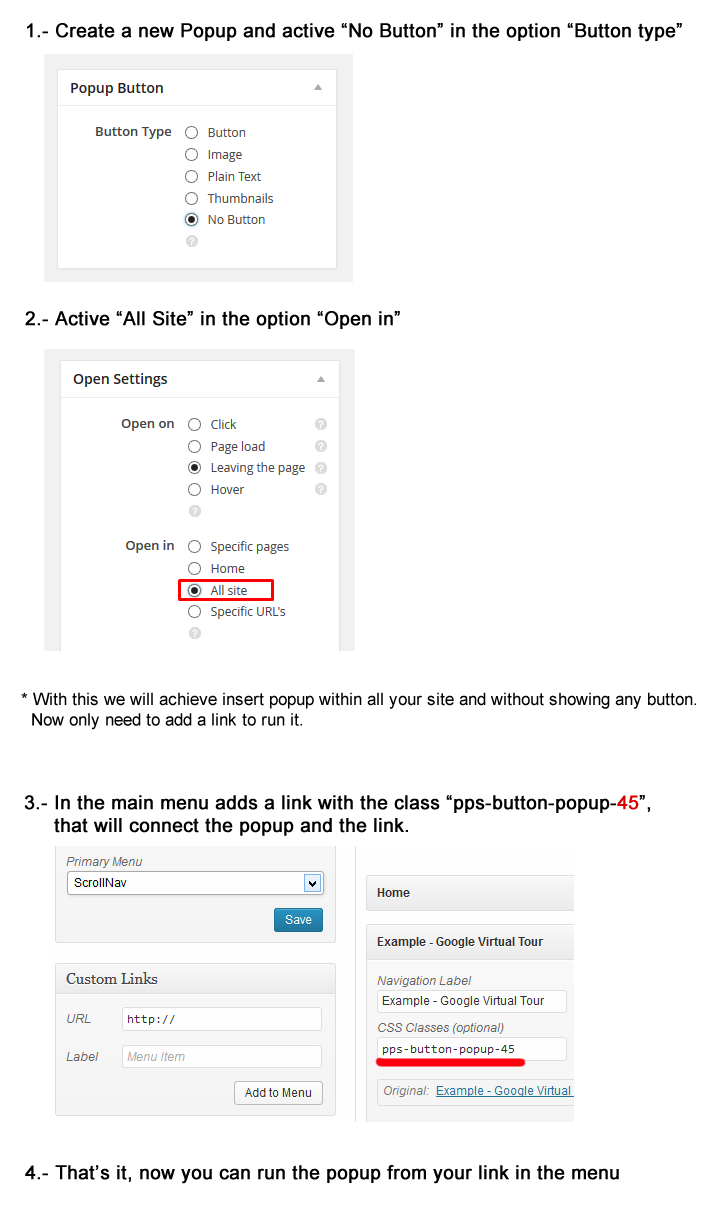 1.- Create a new Popup and active “No Button” in the option “Button type”
Popup Button
Button Type
Button
Image
Plain Text
Thumbnails
No Button
?
2.- Active “All Site” in the option “Open in”
Open Settings
Open on
Click ?
Page load ?
Leaving the page ?
Hover ?
?
Open in
Specific pages
Home
All site
Specific URL's
?
* With this we will achieve insert popup within all your site and without showing any button.
Now only need to add a link to run it.
3.- In the main menu adds a link with the class “pps-button-popup-45”,
that will connect the popup and the link.
Primary Menu
ScrollNav
Save
Custom Links
URL http://
Label Menu Item
Add to Menu
Home
Example - Google Virtual Tour
Navigation Label
Example - Google Virtual Tour
CSS Classes (optional)
pps-button-popup-45
Original: Example - Google Virtual
4.- That’s it, now you can run the popup from your link in the menu